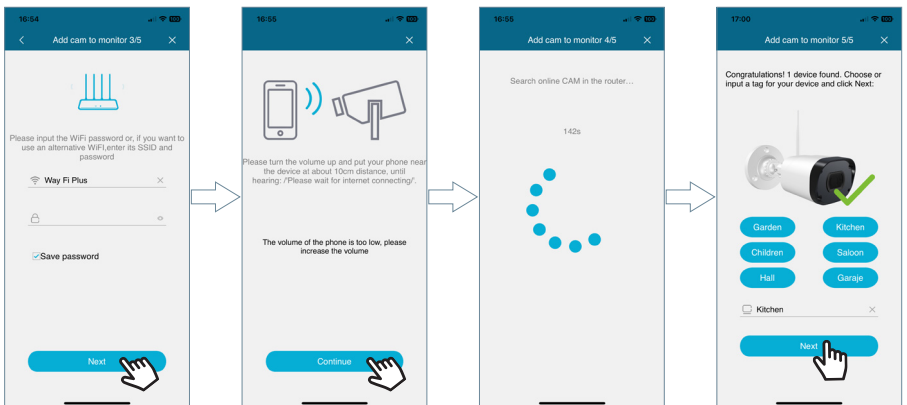 16:54
Add cam to monitor 3/5
Please input the WiFi password or, if you want to
use an alternative WiFI,enter its SSID and
password
Way Fi Plus
Save password
Next
16:55
Please turn the volume up and put your phone near
the device at about 10cm distance, until
hearing: /"Please wait for internet connecting/".
The volume of the phone is too low, please
increase the volume
Continue
16:55
Add cam to monitor 4/5
Search online CAM in the router...
142s
17:00
Add cam to monitor 5/5
Congratulations! 1 device found. Choose or
input a tag for your device and click Next:
Garden
Kitchen
Children
Saloon
Hall
Garaje
Kitchen
Next